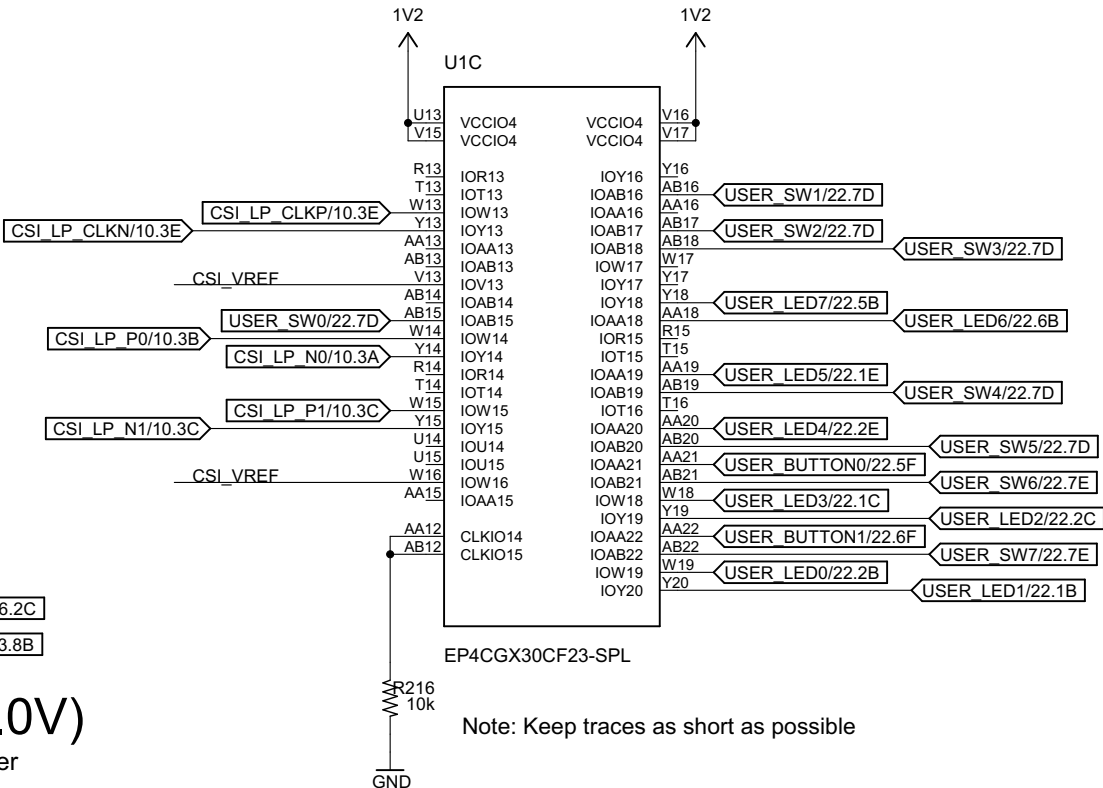 1V2
1V2
U1C
U13 VCCIO4 VCCIO4 V16
V15 VCCIO4 VCCIO4 V17
R13 IOR13 IOY16 Y16
T13 IOT13 IOAB16 AB16 USER_SW1/22.7D
CSI_LP_CLKP/10.3E W13 IOW13 IOAA16 AA16
CSI_LP_CLKN/10.3E Y13 IOY13 IOAB17 AB17 USER_SW2/22.7D
AA13 IOAA13 IOAB18 AB18 USER_SW3/22.7D
AB13 IOAB13 IOW17 W17
CSI_VREF V13 IOV13 IOY17 Y17
AB14 IOAB14 IOY18 Y18 USER_LED7/22.5B
USER_SW0/22.7D AB15 IOAB15 IOAA18 AA18 USER_LED6/22.6B
CSI_LP_P0/10.3B W14 IOW14 IOR15 R15
CSI_LP_N0/10.3A Y14 IOY14 IOT15 T15
R14 IOR14 IOAA19 AA19 USER_LED5/22.1E
T14 IOT14 IOAB19 AB19 USER_SW4/22.7D
CSI_LP_P1/10.3C W15 IOW15 IOT16 T16
CSI_LP_N1/10.3C Y15 IOY15 IOAA20 AA20 USER_LED4/22.2E
U14 IOU14 IOAB20 AB20 USER_SW5/22.7D
U15 IOU15 IOAA21 AA21 USER_BUTTON0/22.5F
CSI_VREF W16 IOW16 IOAB21 AB21 USER_SW6/22.7E
AA15 IOAA15 IOW18 W18 USER_LED3/22.1C
IOY19 Y19 USER_LED2/22.2C
AA12 CLKIO14 IOAA22 AA22 USER_BUTTON1/22.6F
AB12 CLKIO15 IOAB22 AB22 USER_SW7/22.7E
IOW19 W19 USER_LED0/22.2B
IOY20 Y20 USER_LED1/22.1B
6.2C
3.8B
EP4CGX30CF23-SPL
R216
10k
.0V)
Note: Keep traces as short as possible
er
GND